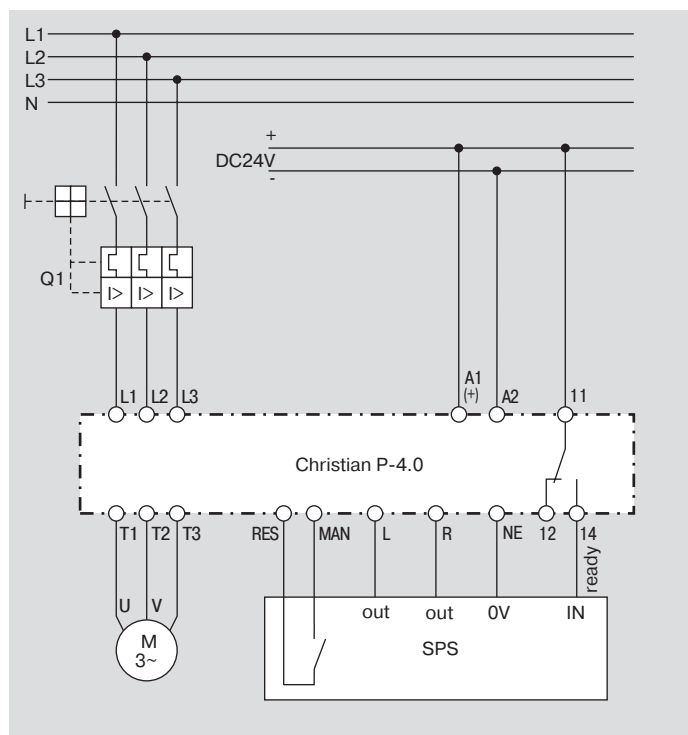 L1
L2
L3
N
+
DC24V
-
Q1
I> I> I>
L1 L2 L3
A1
(+)
A2
11
Christian P-4.0
T1 T2 T3 RES MAN L R NE 12 14
ready
U V
M
3~
out out 0V IN
SPS